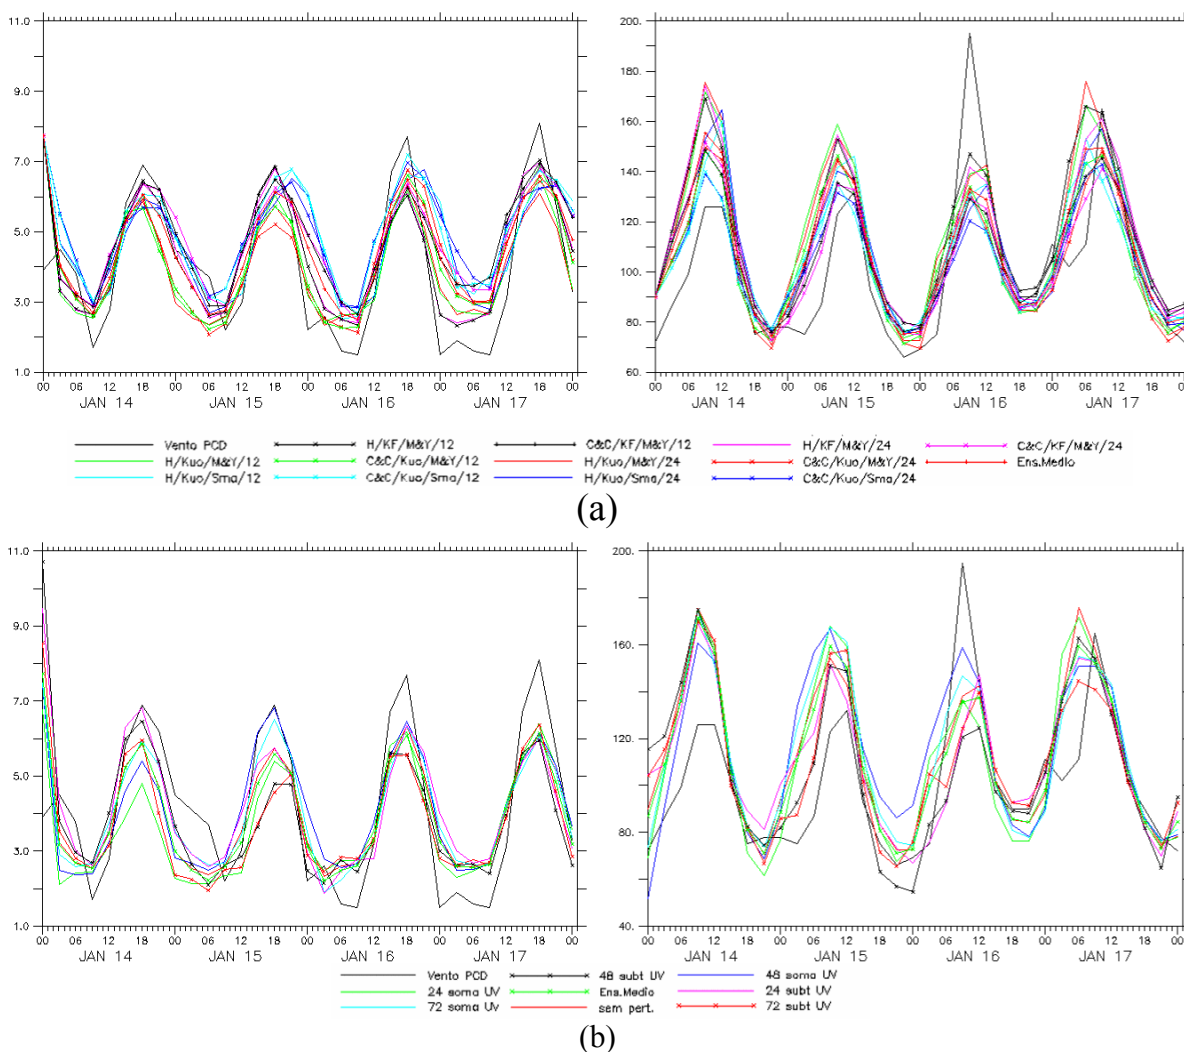 11.0
9.0
7.0
5.0
3.0
1.0
00 06 12 18 00 06 12 18 00 06 12 18 00 06 12 18 00
JAN 14 JAN 15 JAN 16 JAN 17
200.
180.
160.
140.
120.
100.
80.
60.
00 06 12 18 00 06 12 18 00 06 12 18 00 06 12 18 00
JAN 14 JAN 15 JAN 16 JAN 17
Vento PCD H/KF/M&Y/12 C&C/KF/M&Y/12 H/KF/M&Y/24 C&C/KF/M&Y/24
H/Kuo/M&Y/12 C&C/Kuo/M&Y/12 H/Kuo/M&Y/24 C&C/Kuo/M&Y/24 Ens.Medio
H/Kuo/Sma/12 C&C/Kuo/Sma/12 H/Kuo/Sma/24 C&C/Kuo/Sma/24
(a)
11.0
9.0
7.0
5.0
3.0
1.0
00 06 12 18 00 06 12 18 00 06 12 18 00 06 12 18 00
JAN 14 JAN 15 JAN 16 JAN 17
200.
160.
120.
80.
40.
00 06 12 18 00 06 12 18 00 06 12 18 00 06 12 18 00
JAN 14 JAN 15 JAN 16 JAN 17
Vento PCD 48 subt UV 48 soma UV
24 soma UV Ens.Medio 24 subt UV
72 soma UV sem pert. 72 subt UV
(b)